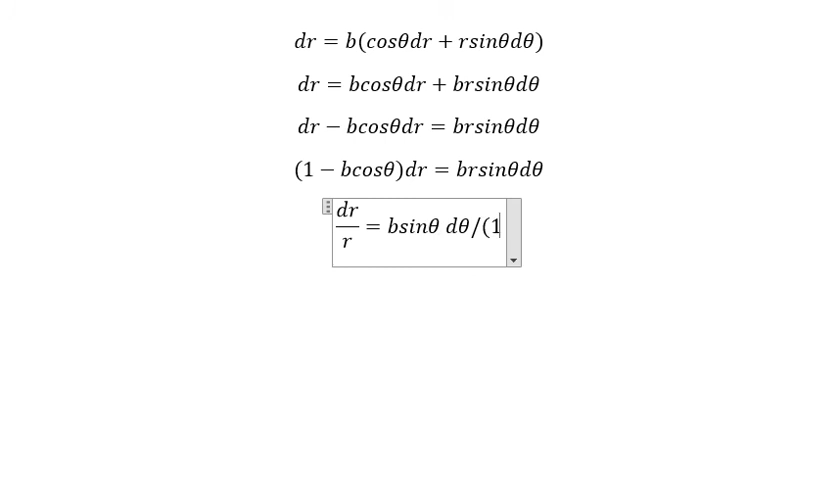 dr = b(cosθdr + rsinθdθ)
dr = bcosθdr + brsinθdθ
dr − bcosθdr = brsinθdθ
(1 − bcosθ)dr = brsinθdθ
dr/r = bsinθ dθ/(1